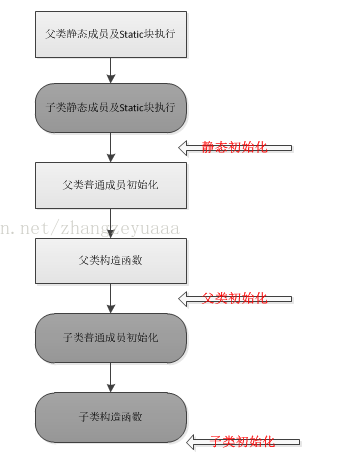 父类静态成员及Static块执行
子类静态成员及Static块执行
静态初始化
父类普通成员初始化
n.net/zhangzeyuaaa
父类构造函数
父类初始化
子类普通成员初始化
子类构造函数
子类初始化